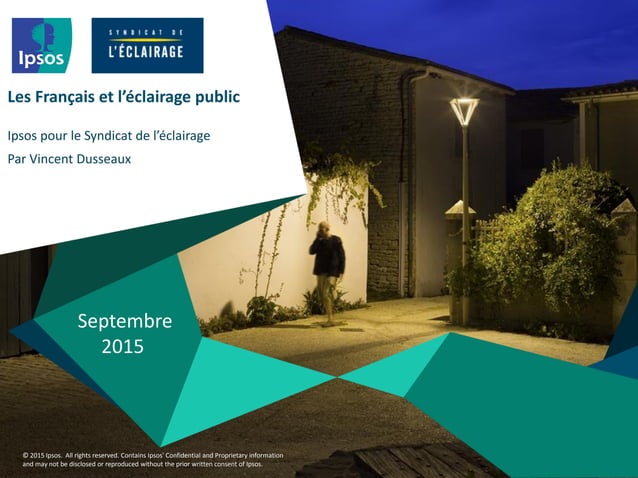 Ipsos
SYNDICAT DE
L'ÉCLAIRAGE
Les Français et l’éclairage public
Ipsos pour le Syndicat de l’éclairage
Par Vincent Dusseaux
Septembre
2015
© 2015 Ipsos. All rights reserved. Contains Ipsos' Confidential and Proprietary information
and may not be disclosed or reproduced without the prior written consent of Ipsos.